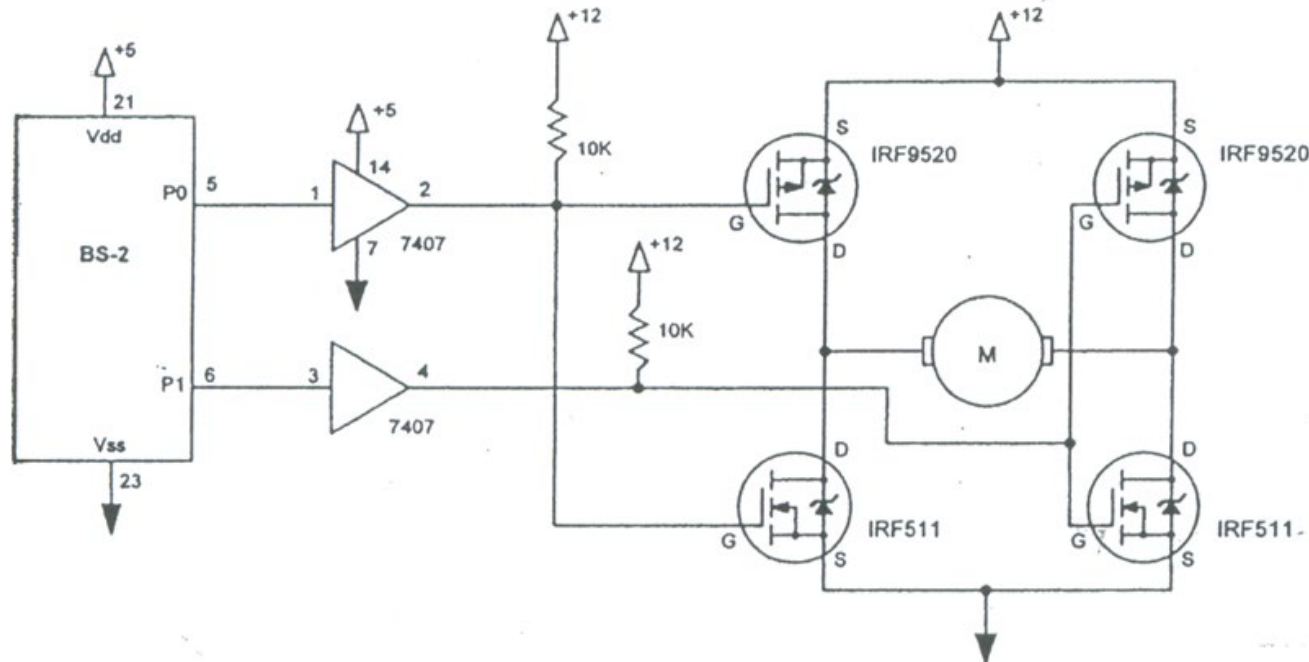 +12
+12
+5
21
Vdd
+5
S
S
10K
IRF9520
IRF9520
14
P0
5
1
2
G
G
7
7407
BS-2
+12
D
D
10K
M
P1
6
3
4
7407
Vss
D
D
23
G
IRF511
G
IRF511
S
S